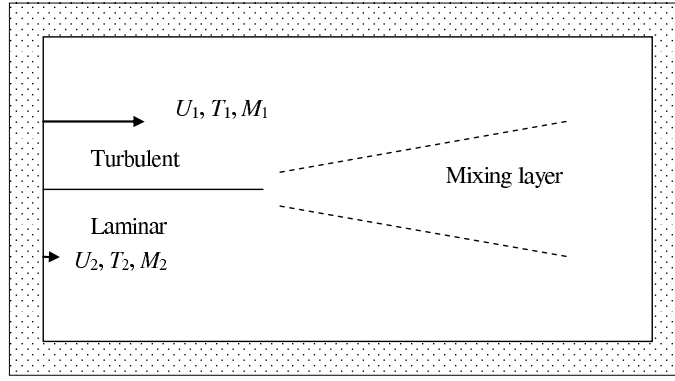 U₁, T₁, M₁
Turbulent
Mixing layer
Laminar
U₂, T₂, M₂